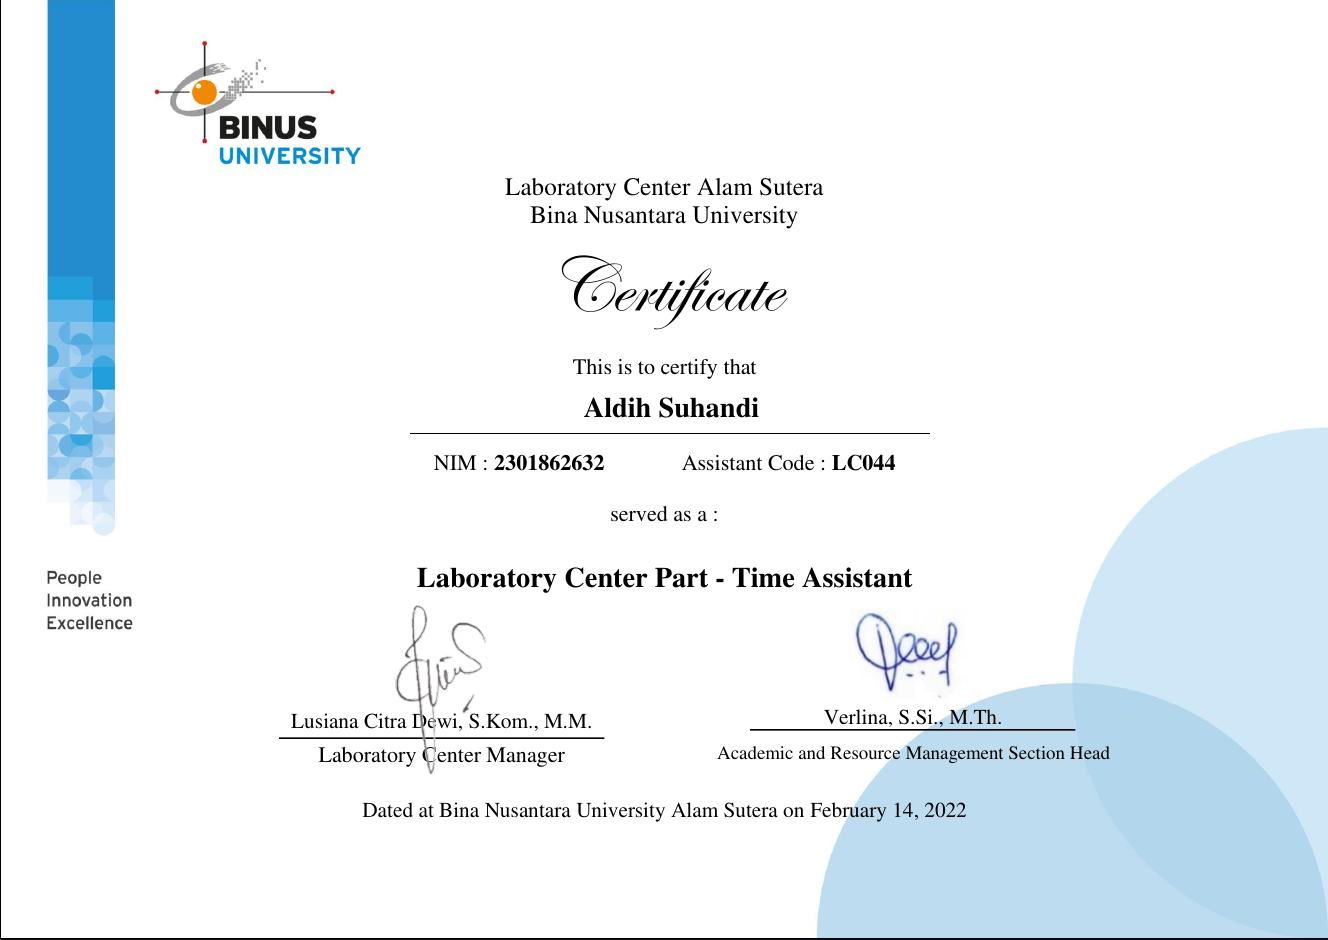 BINUS
UNIVERSITY
Laboratory Center Alam Sutera
Bina Nusantara University
Certificate
This is to certify that
Aldih Suhandi
NIM : 2301862632 Assistant Code : LC044
served as a :
Laboratory Center Part - Time Assistant
People
Innovation
Excellence
Lusiana Citra Dewi, S.Kom., M.M.
Laboratory Center Manager
Verlina, S.Si., M.Th.
Academic and Resource Management Section Head
Dated at Bina Nusantara University Alam Sutera on February 14, 2022